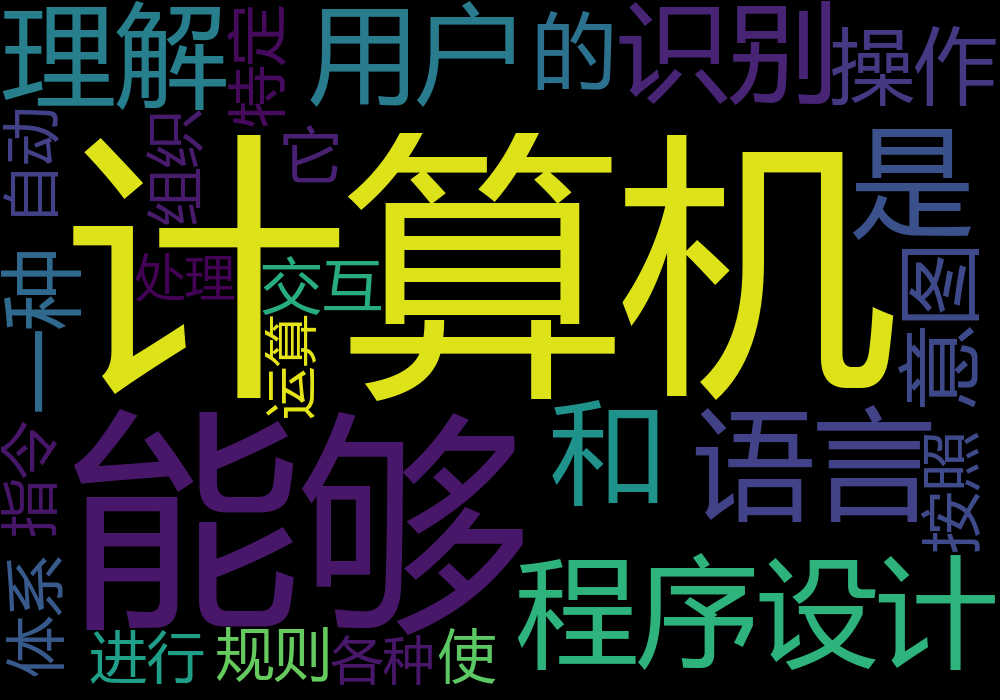 理解
用户
的
识别
操作
特定
自动
组织
它
计算机
是
一种
处理
交互
意图
运算
能够
和
语言
指令
按照
体系
程序设计
进行
规则
各种
使